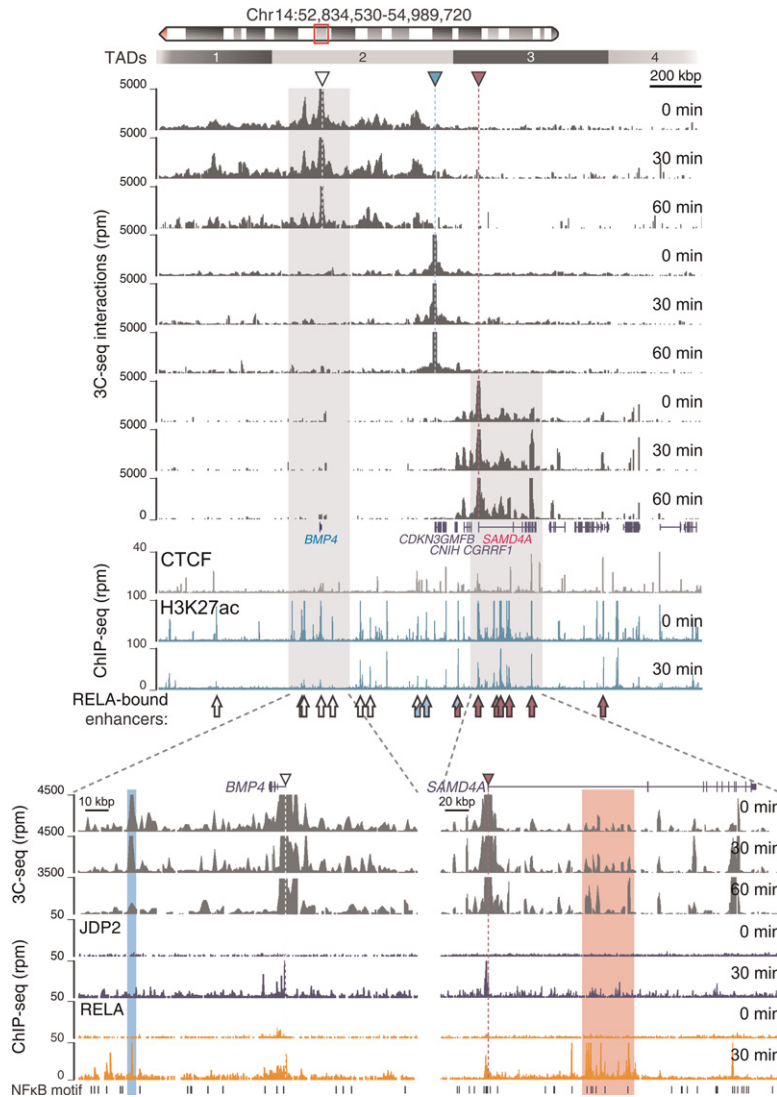 Chr14:52,834,530-54,989,720
TADs 1 2 3 4
200 kbp
3C-seq interactions (rpm)
5000 0 min
5000 30 min
5000 60 min
5000 0 min
5000 30 min
5000 60 min
5000 0 min
5000 30 min
5000 60 min
0
BMP4 CDKN3 GMFB SAMD4A
CNIH CGRRF1
ChIP-seq (rpm)
40 CTCF
100 H3K27ac 0 min
100 30 min
0
RELA-bound
enhancers:
BMP4 SAMD4A
10 kbp 20 kbp
3C-seq (rpm)
4500 0 min
4500 30 min
3500 60 min
ChIP-seq (rpm)
50 JDP2 0 min
50 30 min
50 RELA 0 min
50 30 min
0
NFκB motif